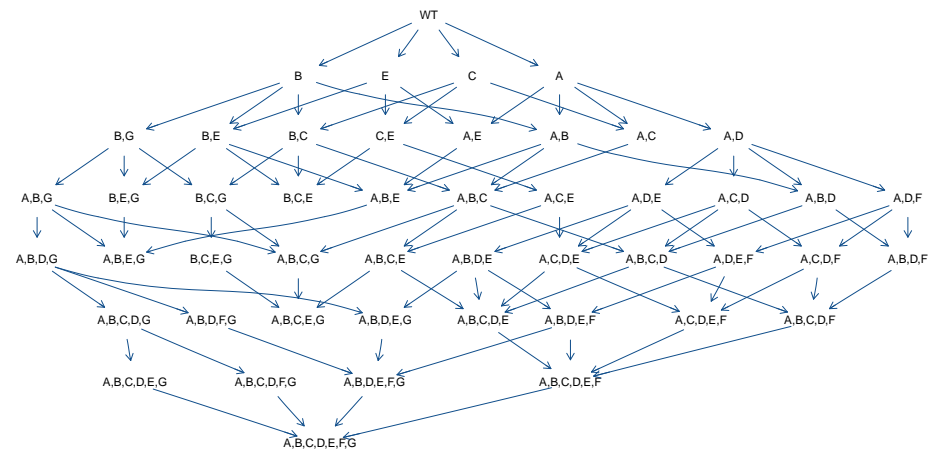 WT
B E C A
B,G B,E B,C C,E A,E A,B A,C A,D
A,B,G B,E,G B,C,G B,C,E A,B,E A,B,C A,C,E A,D,E A,C,D A,B,D A,D,F
A,B,D,G A,B,E,G B,C,E,G A,B,C,G A,B,C,E A,B,D,E A,C,D,E A,B,C,D A,D,E,F A,C,D,F A,B,D,F
A,B,C,D,G A,B,D,F,G A,B,C,E,G A,B,D,E,G A,B,C,D,E A,B,D,E,F A,C,D,E,F A,B,C,D,F
A,B,C,D,E,G A,B,C,D,F,G A,B,D,E,F,G A,B,C,D,E,F
A,B,C,D,E,F,G